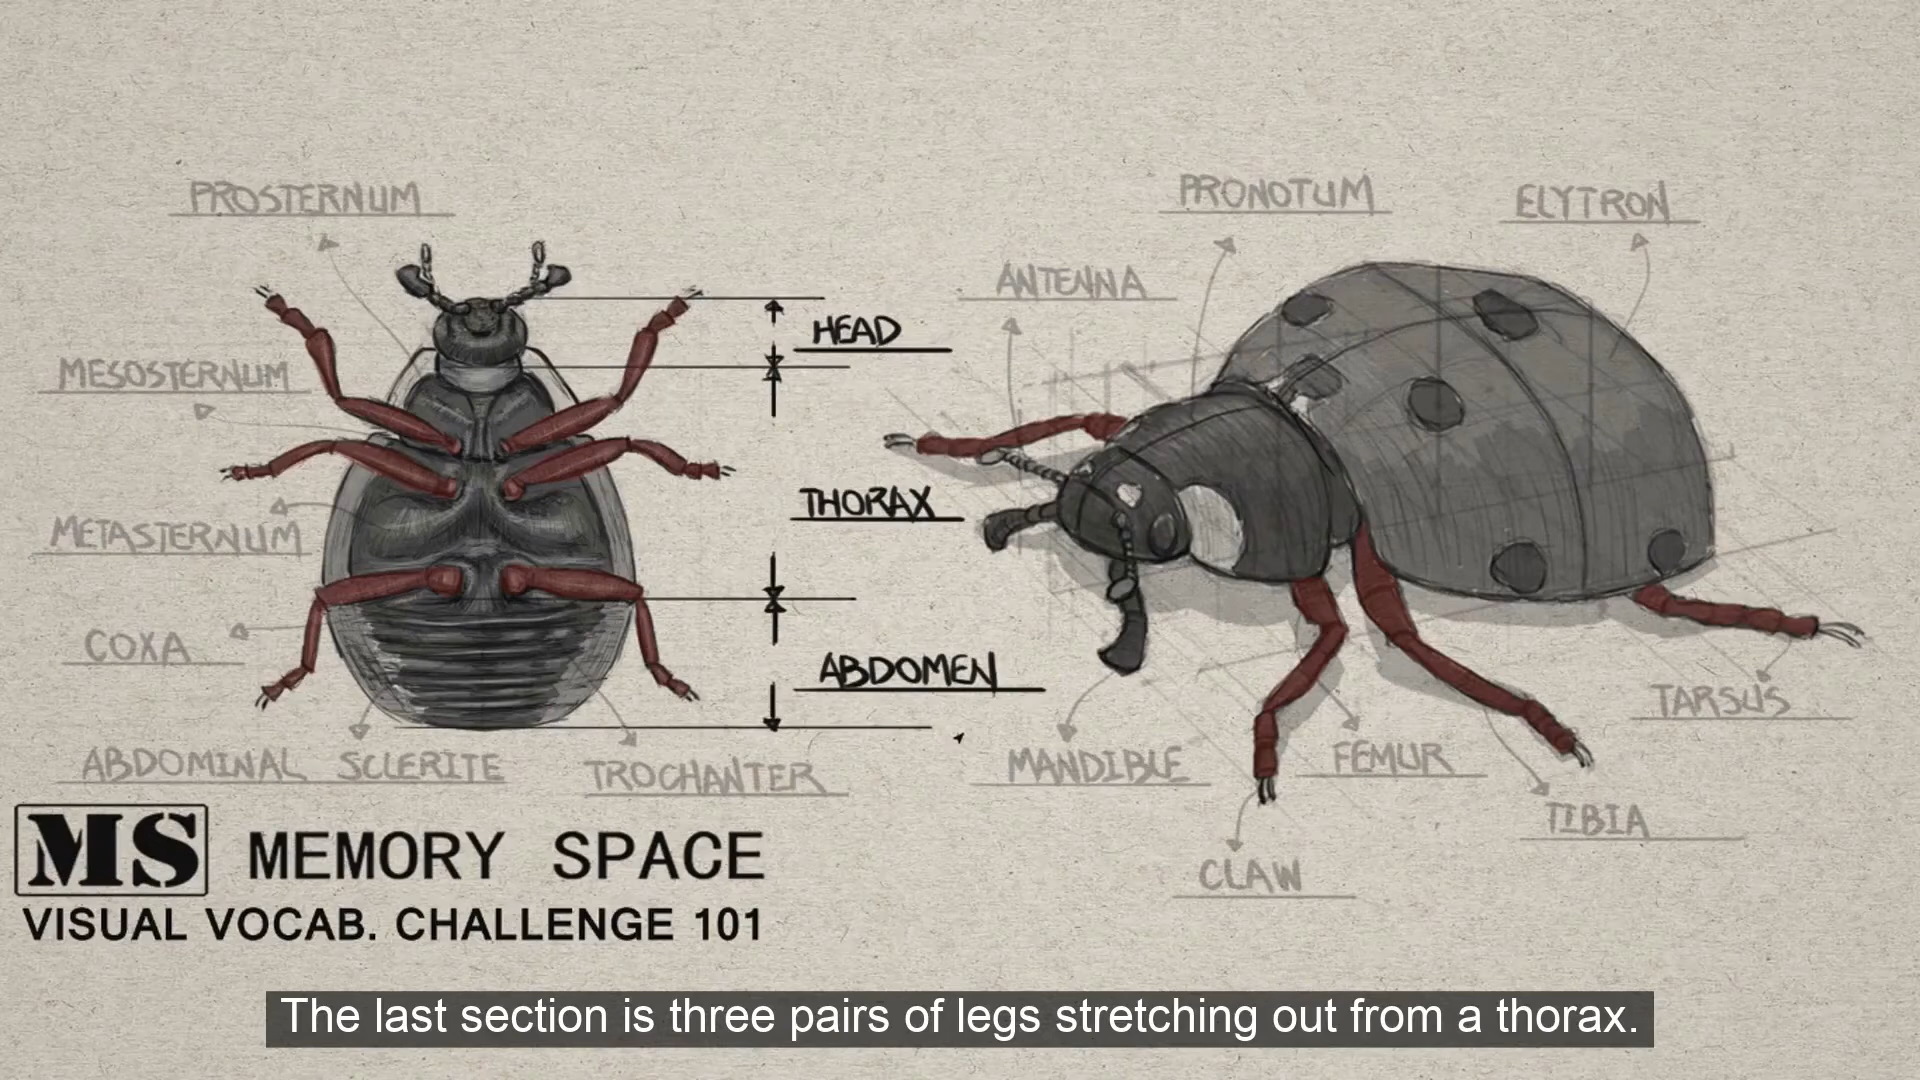 PROSTERNUM
PRONOTUM
ELYTRON
ANTENNA
HEAD
MESOSTERNUM
THORAX
METASTERNUM
COXA
ABDOMEN
TARSUS
ABDOMINAL SCLERITE
TROCHANTER
MANDIBLE
FEMUR
TIBIA
CLAW
MS MEMORY SPACE
VISUAL VOCAB. CHALLENGE 101
The last section is three pairs of legs stretching out from a thorax.